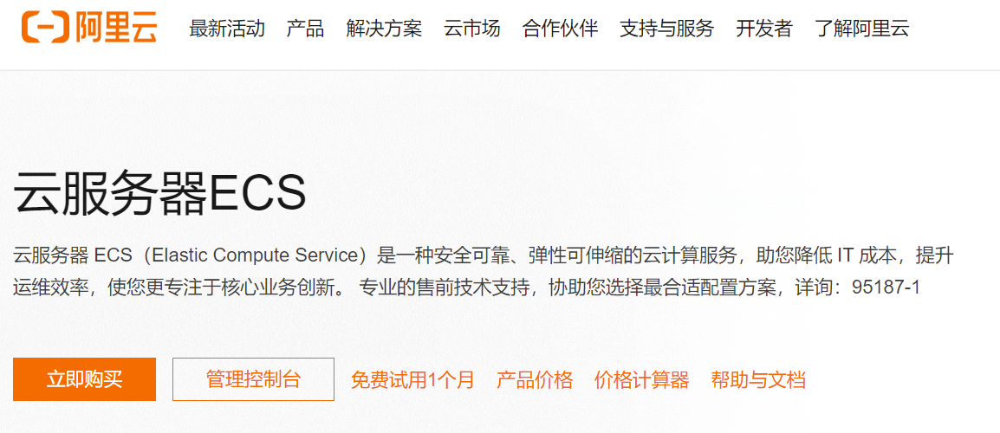 阿里云 最新活动 产品 解决方案 云市场 合作伙伴 支持与服务 开发者 了解阿里云
云服务器ECS
云服务器 ECS（Elastic Compute Service）是一种安全可靠、弹性可伸缩的云计算服务，助您降低 IT 成本，提升
运维效率，使您更专注于核心业务创新。 专业的售前技术支持，协助您选择最合适配置方案，详询：95187-1
立即购买 管理控制台 免费试用1个月 产品价格 价格计算器 帮助与文档